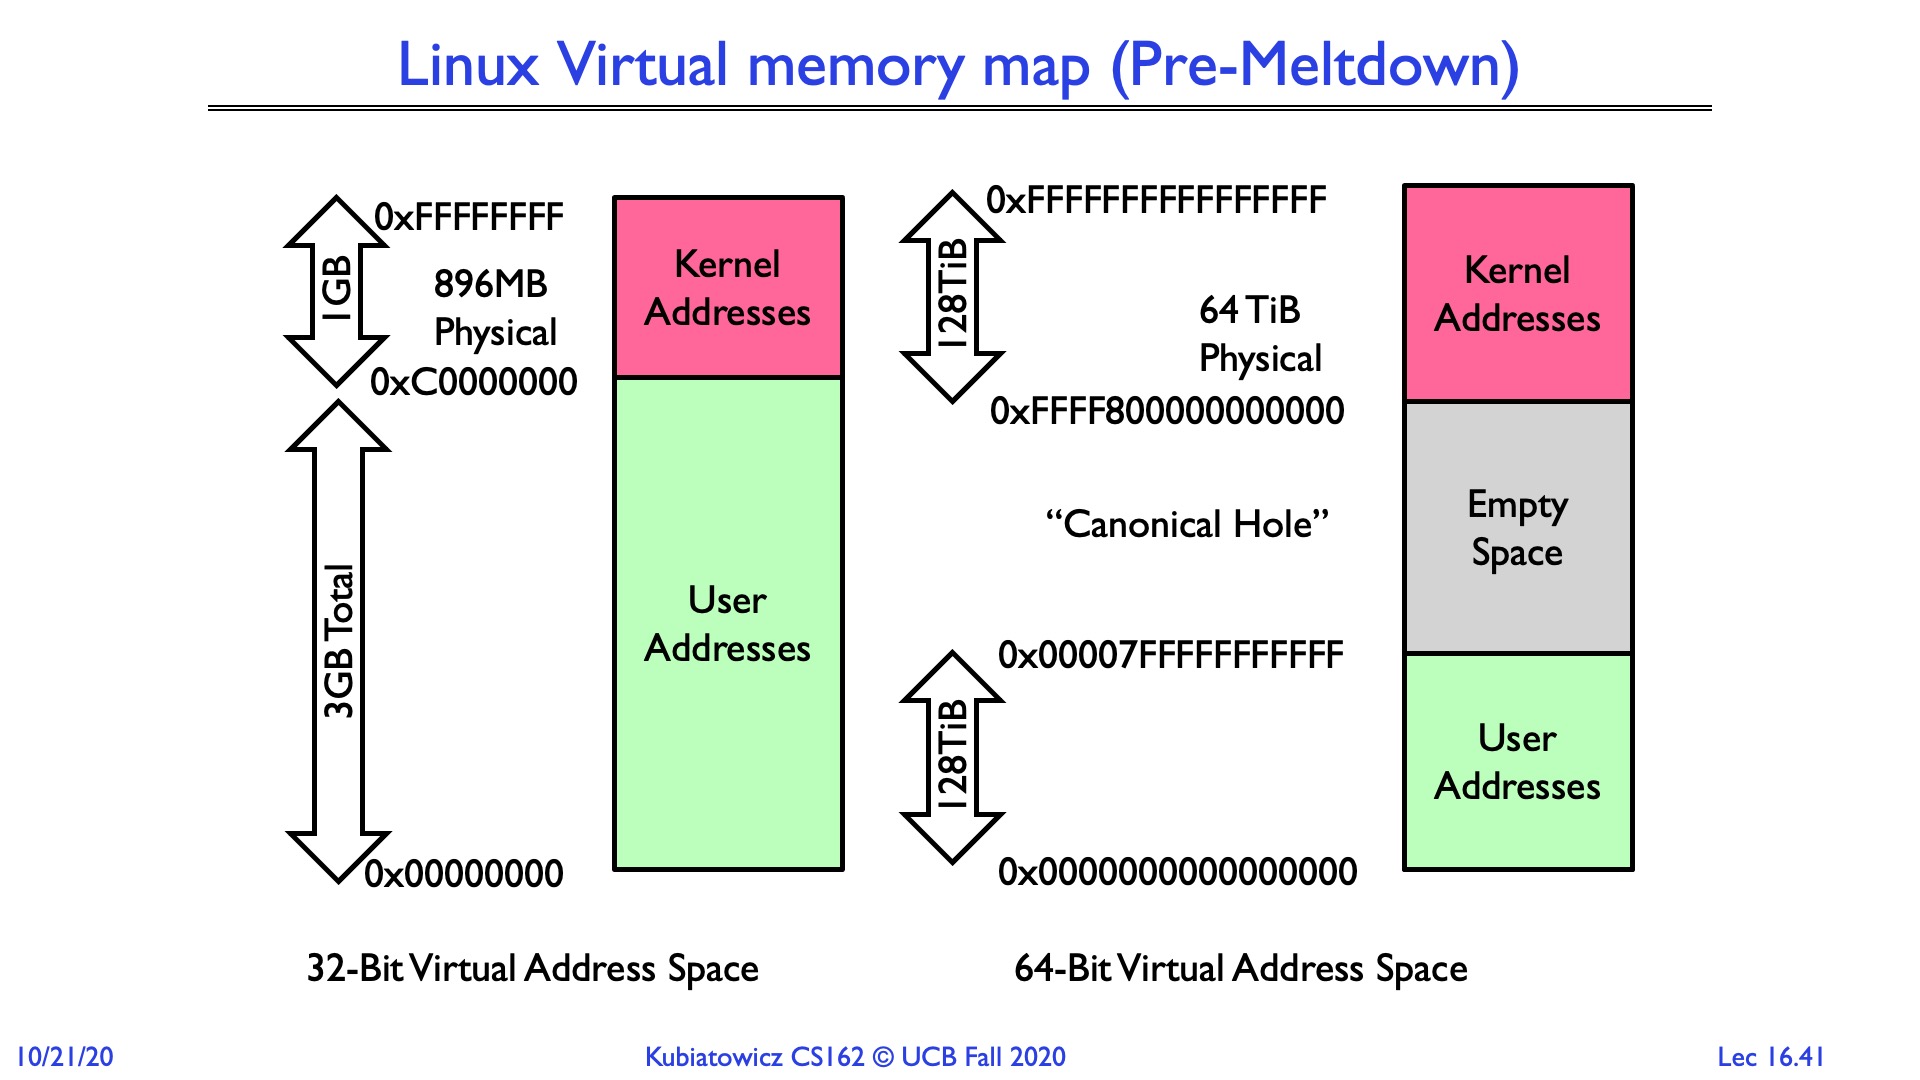 Linux Virtual memory map (Pre-Meltdown)
0xFFFFFFFF
1GB
896MB
Physical
0xC0000000
Kernel
Addresses
3GB Total
User
Addresses
0x00000000
32-Bit Virtual Address Space
0xFFFFFFFFFFFFFFFF
128TiB
64 TiB
Physical
0xFFFF800000000000
Kernel
Addresses
“Canonical Hole”
Empty
Space
0x00007FFFFFFFFFFF
128TiB
User
Addresses
0x0000000000000000
64-Bit Virtual Address Space
10/21/20
Kubiatowicz CS162 © UCB Fall 2020
Lec 16.41